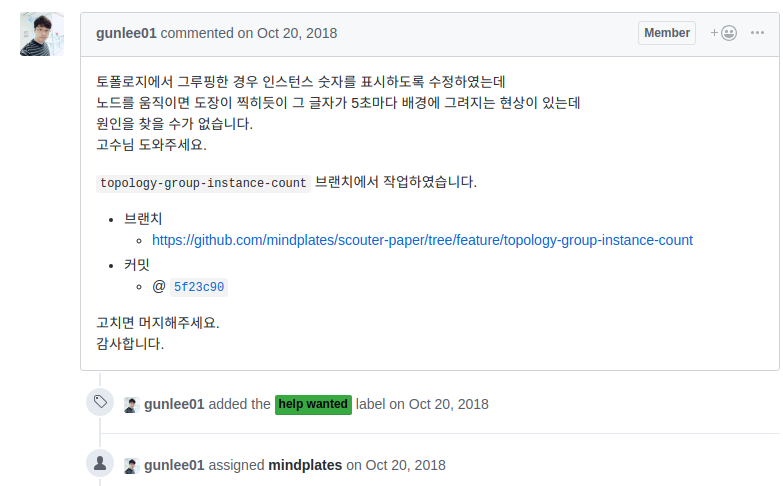 gunlee01 commented on Oct 20, 2018
Member
토폴로지에서 그루핑한 경우 인스턴스 숫자를 표시하도록 수정하였는데
노드를 움직이면 도장이 찍히듯이 그 글자가 5초마다 배경에 그려지는 현상이 있는데
원인을 찾을 수가 없습니다.
고수님 도와주세요.
topology-group-instance-count 브랜치에서 작업하였습니다.
브랜치
https://github.com/mindplates/scouter-paper/tree/feature/topology-group-instance-count
커밋
@ 5f23c90
고치면 머지해주세요.
감사합니다.
gunlee01 added the help wanted label on Oct 20, 2018
gunlee01 assigned mindplates on Oct 20, 2018